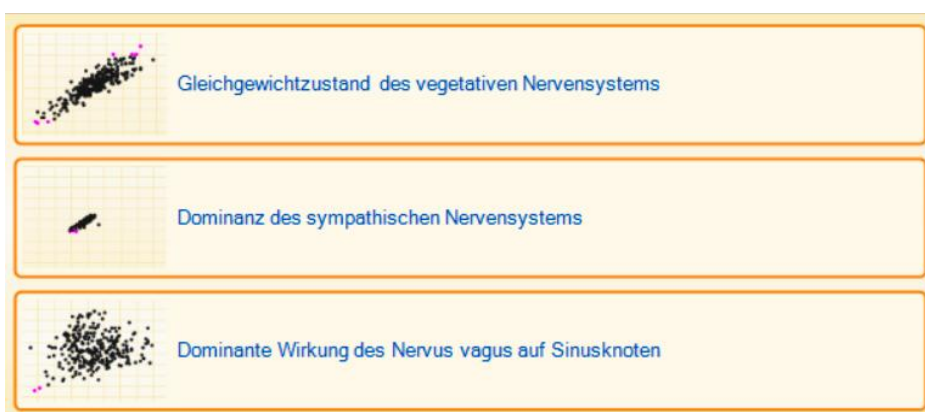 Gleichgewichtzustand des vegetativen Nervensystems
Dominanz des sympathischen Nervensystems
Dominante Wirkung des Nervus vagus auf Sinusknoten